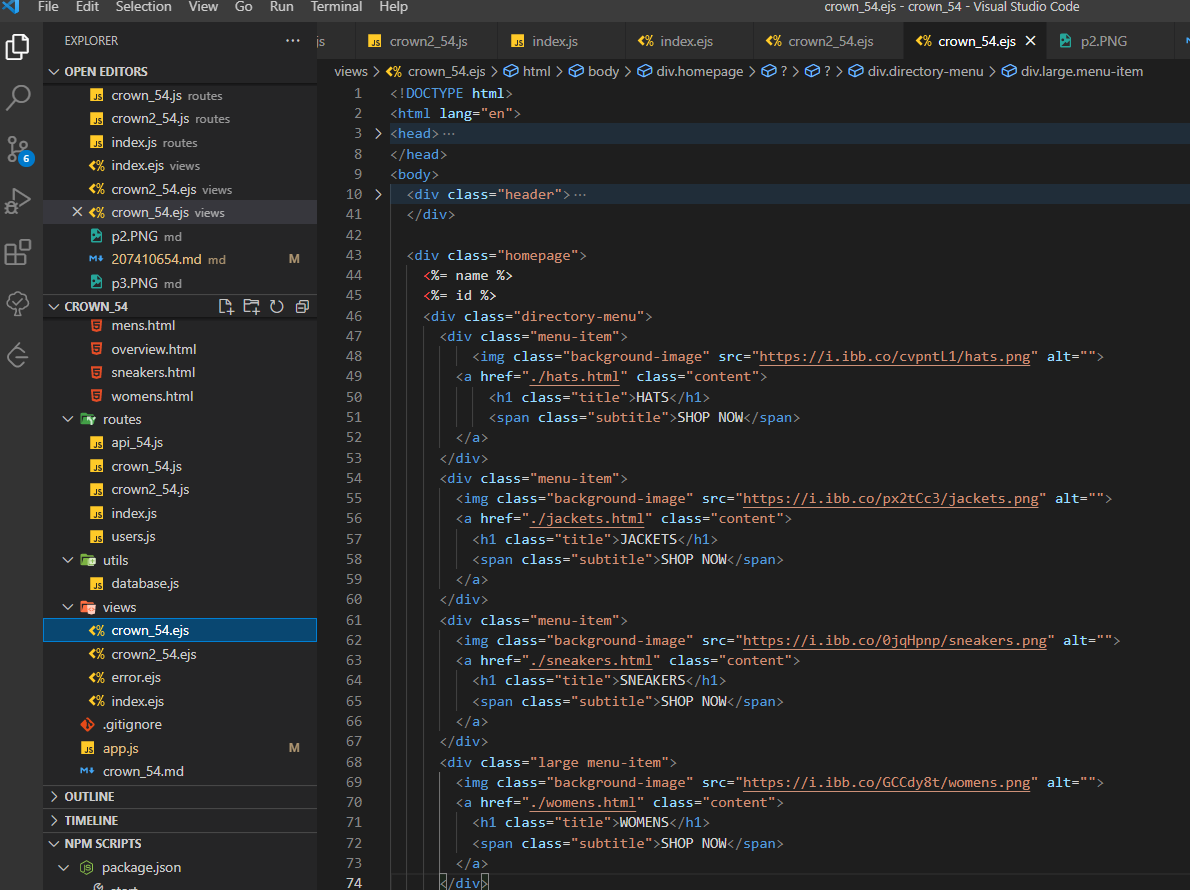 File Edit Selection View Go Run Terminal Help crown_54.ejs - crown_54 - Visual Studio Code
EXPLORER ···
js crown2_54.js index.js index.ejs crown2_54.ejs crown_54.ejs p2.PNG
OPEN EDITORS
crown_54.js routes
crown2_54.js routes
index.js routes
index.ejs views
crown2_54.ejs views
crown_54.ejs views
p2.PNG md
207410654.md md M
p3.PNG md
6
CROWN_54
mens.html
overview.html
sneakers.html
womens.html
routes
api_54.js
crown_54.js
crown2_54.js
index.js
users.js
utils
database.js
views
crown_54.ejs
crown2_54.ejs
error.ejs
index.ejs
.gitignore
app.js M
crown_54.md
OUTLINE
TIMELINE
NPM SCRIPTS
package.json
start
views > crown_54.ejs > html > body > div.homepage > ? > ? > div.directory-menu > div.large.menu-item
1 <!DOCTYPE html>
2 <html lang="en">
3 <head>···
8 </head>
9 <body>
10 <div class="header">···
41 </div>
42
43 <div class="homepage">
44 <%= name %>
45 <%= id %>
46 <div class="directory-menu">
47 <div class="menu-item">
48 <img class="background-image" src="https://i.ibb.co/cvpntL1/hats.png" alt="">
49 <a href="./hats.html" class="content">
50 <h1 class="title">HATS</h1>
51 <span class="subtitle">SHOP NOW</span>
52 </a>
53 </div>
54 <div class="menu-item">
55 <img class="background-image" src="https://i.ibb.co/px2tCc3/jackets.png" alt="">
56 <a href="./jackets.html" class="content">
57 <h1 class="title">JACKETS</h1>
58 <span class="subtitle">SHOP NOW</span>
59 </a>
60 </div>
61 <div class="menu-item">
62 <img class="background-image" src="https://i.ibb.co/0jqHpnp/sneakers.png" alt="">
63 <a href="./sneakers.html" class="content">
64 <h1 class="title">SNEAKERS</h1>
65 <span class="subtitle">SHOP NOW</span>
66 </a>
67 </div>
68 <div class="large menu-item">
69 <img class="background-image" src="https://i.ibb.co/GCCdy8t/womens.png" alt="">
70 <a href="./womens.html" class="content">
71 <h1 class="title">WOMENS</h1>
72 <span class="subtitle">SHOP NOW</span>
73 </a>
74 </div>